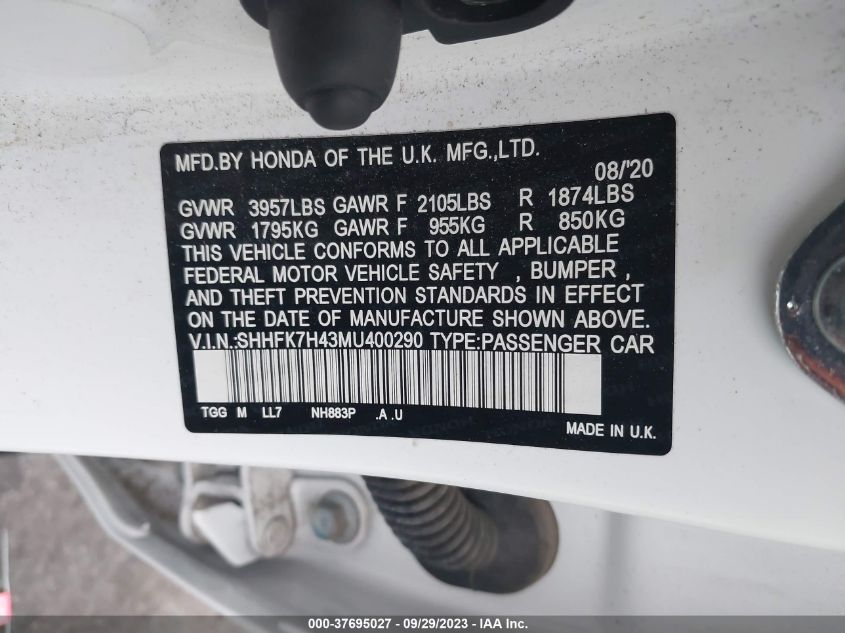 MFD.BY HONDA OF THE U.K. MFG.,LTD.
08/'20
GVWR 3957LBS GAWR F 2105LBS R 1874LBS
GVWR 1795KG GAWR F 955KG R 850KG
THIS VEHICLE CONFORMS TO ALL APPLICABLE
FEDERAL MOTOR VEHICLE SAFETY , BUMPER ,
AND THEFT PREVENTION STANDARDS IN EFFECT
ON THE DATE OF MANUFACTURE SHOWN ABOVE.
V.I.N.:SHHFK7H43MU400290 TYPE:PASSENGER CAR
TGG M LL7 NH883P .A .U
MADE IN U.K.
000-37695027 - 09/29/2023 - IAA Inc.